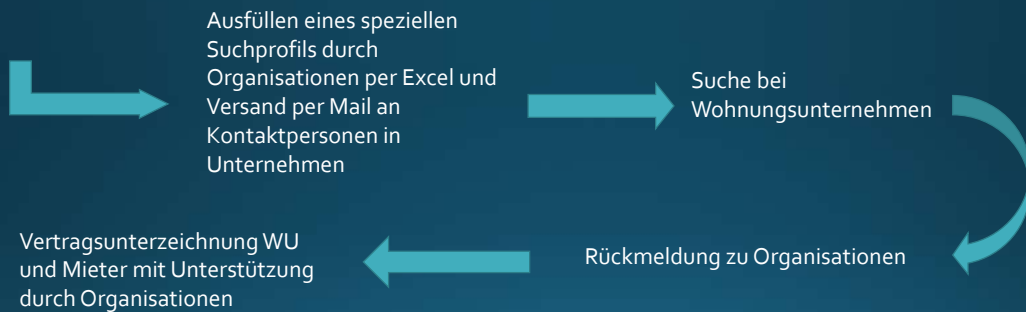 Ausfüllen eines speziellen
Suchprofils durch
Organisationen per Excel und
Versand per Mail an
Kontaktpersonen in
Unternehmen
Suche bei
Wohnungsunternehmen
Rückmeldung zu Organisationen
Vertragsunterzeichnung WU
und Mieter mit Unterstützung
durch Organisationen